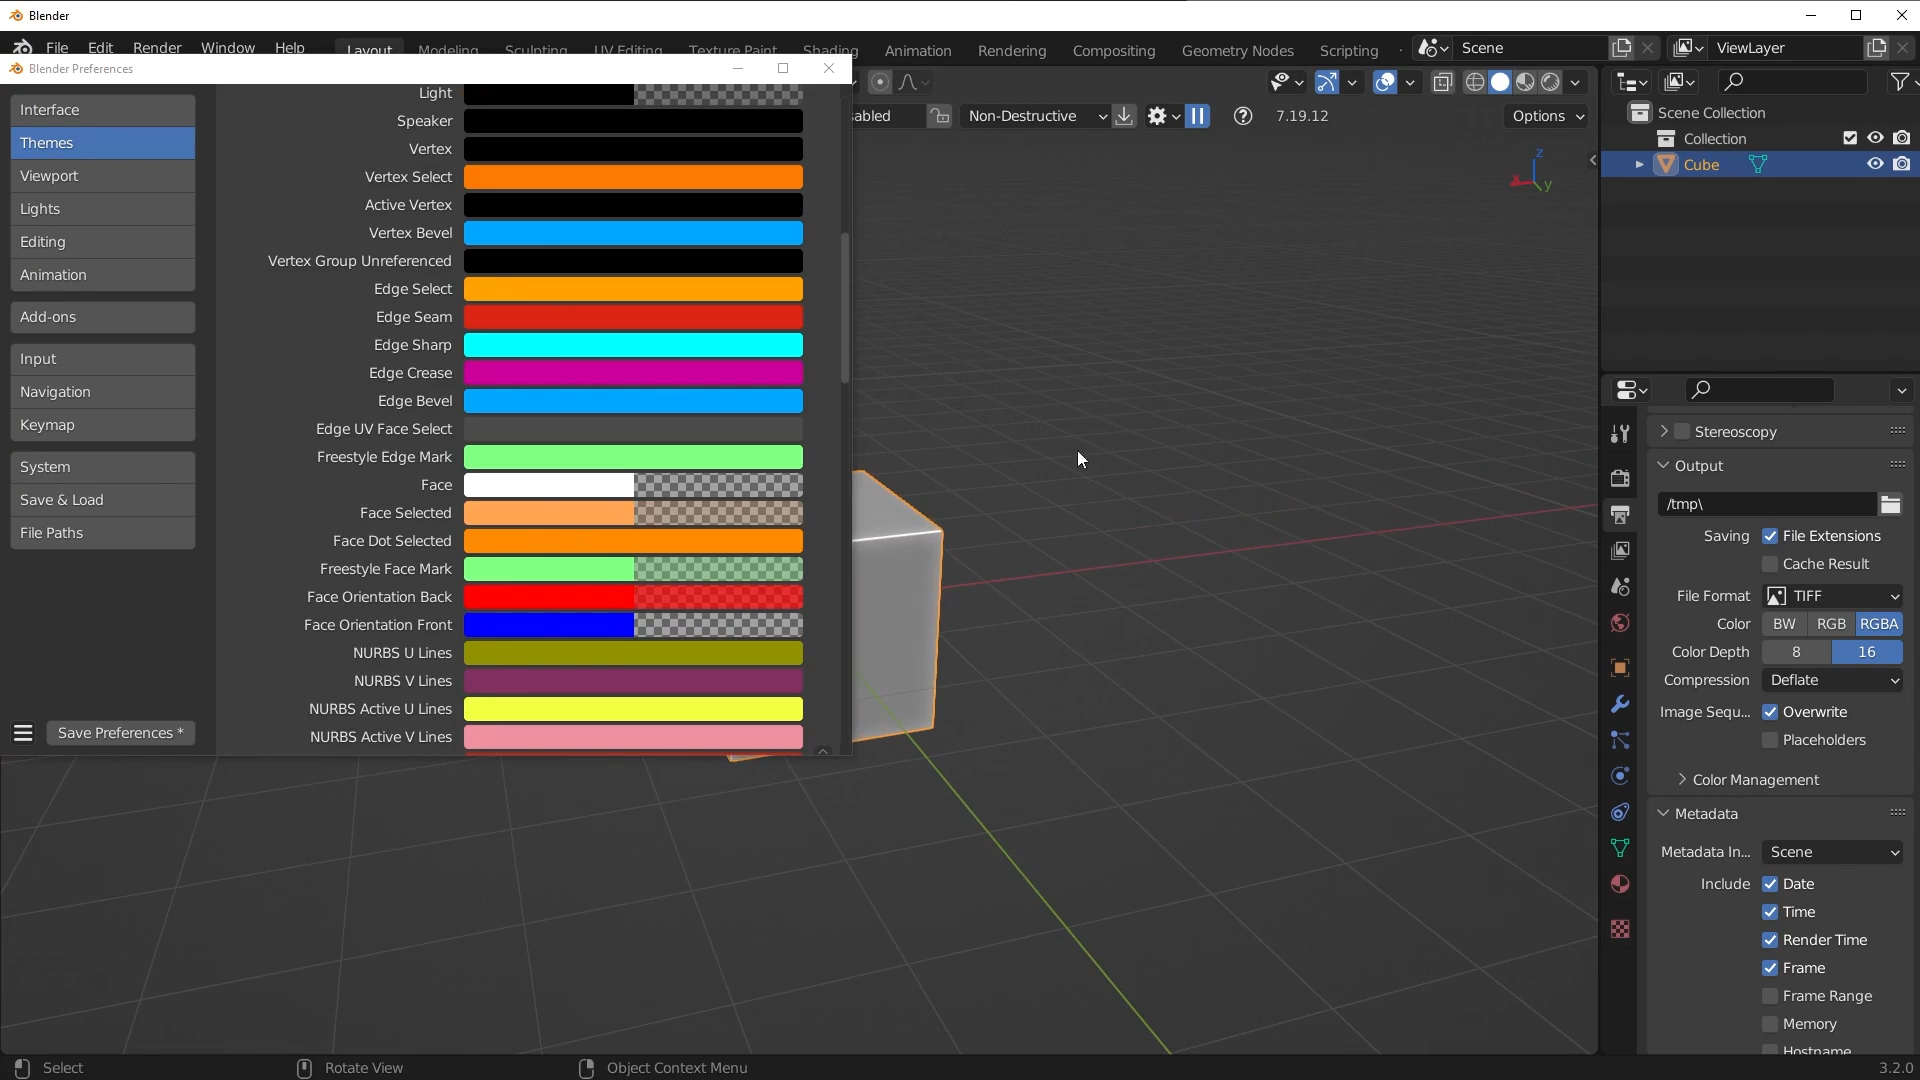 Blender
File Edit Render Window Help Layout Modeling Sculpting UV Editing Texture Paint Shading Animation Rendering Compositing Geometry Nodes Scripting Scene ViewLayer
Blender Preferences
abled Non-Destructive 7.19.12 Options
Interface
Themes
Viewport
Lights
Editing
Animation
Add-ons
Input
Navigation
Keymap
System
Save & Load
File Paths
Save Preferences *
Light
Speaker
Vertex
Vertex Select
Active Vertex
Vertex Bevel
Vertex Group Unreferenced
Edge Select
Edge Seam
Edge Sharp
Edge Crease
Edge Bevel
Edge UV Face Select
Freestyle Edge Mark
Face
Face Selected
Face Dot Selected
Freestyle Face Mark
Face Orientation Back
Face Orientation Front
NURBS U Lines
NURBS V Lines
NURBS Active U Lines
NURBS Active V Lines
z
x
y
Scene Collection
Collection
Cube
Stereoscopy
Output
/tmp\
Saving File Extensions
Cache Result
File Format TIFF
Color BW RGB RGBA
Color Depth 8 16
Compression Deflate
Image Sequ... Overwrite
Placeholders
Color Management
Metadata
Metadata In... Scene
Include Date
Time
Render Time
Frame
Frame Range
Memory
Hostname
Select Rotate View Object Context Menu 3.2.0